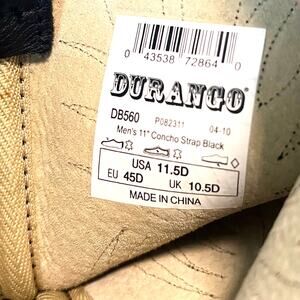 0 43538 72864 0
DURANGO®
DB560 P082311 04-10
Men's 11" Concho Strap Black
USA 11.5D
EU 45D UK 10.5D
MADE IN CHINA